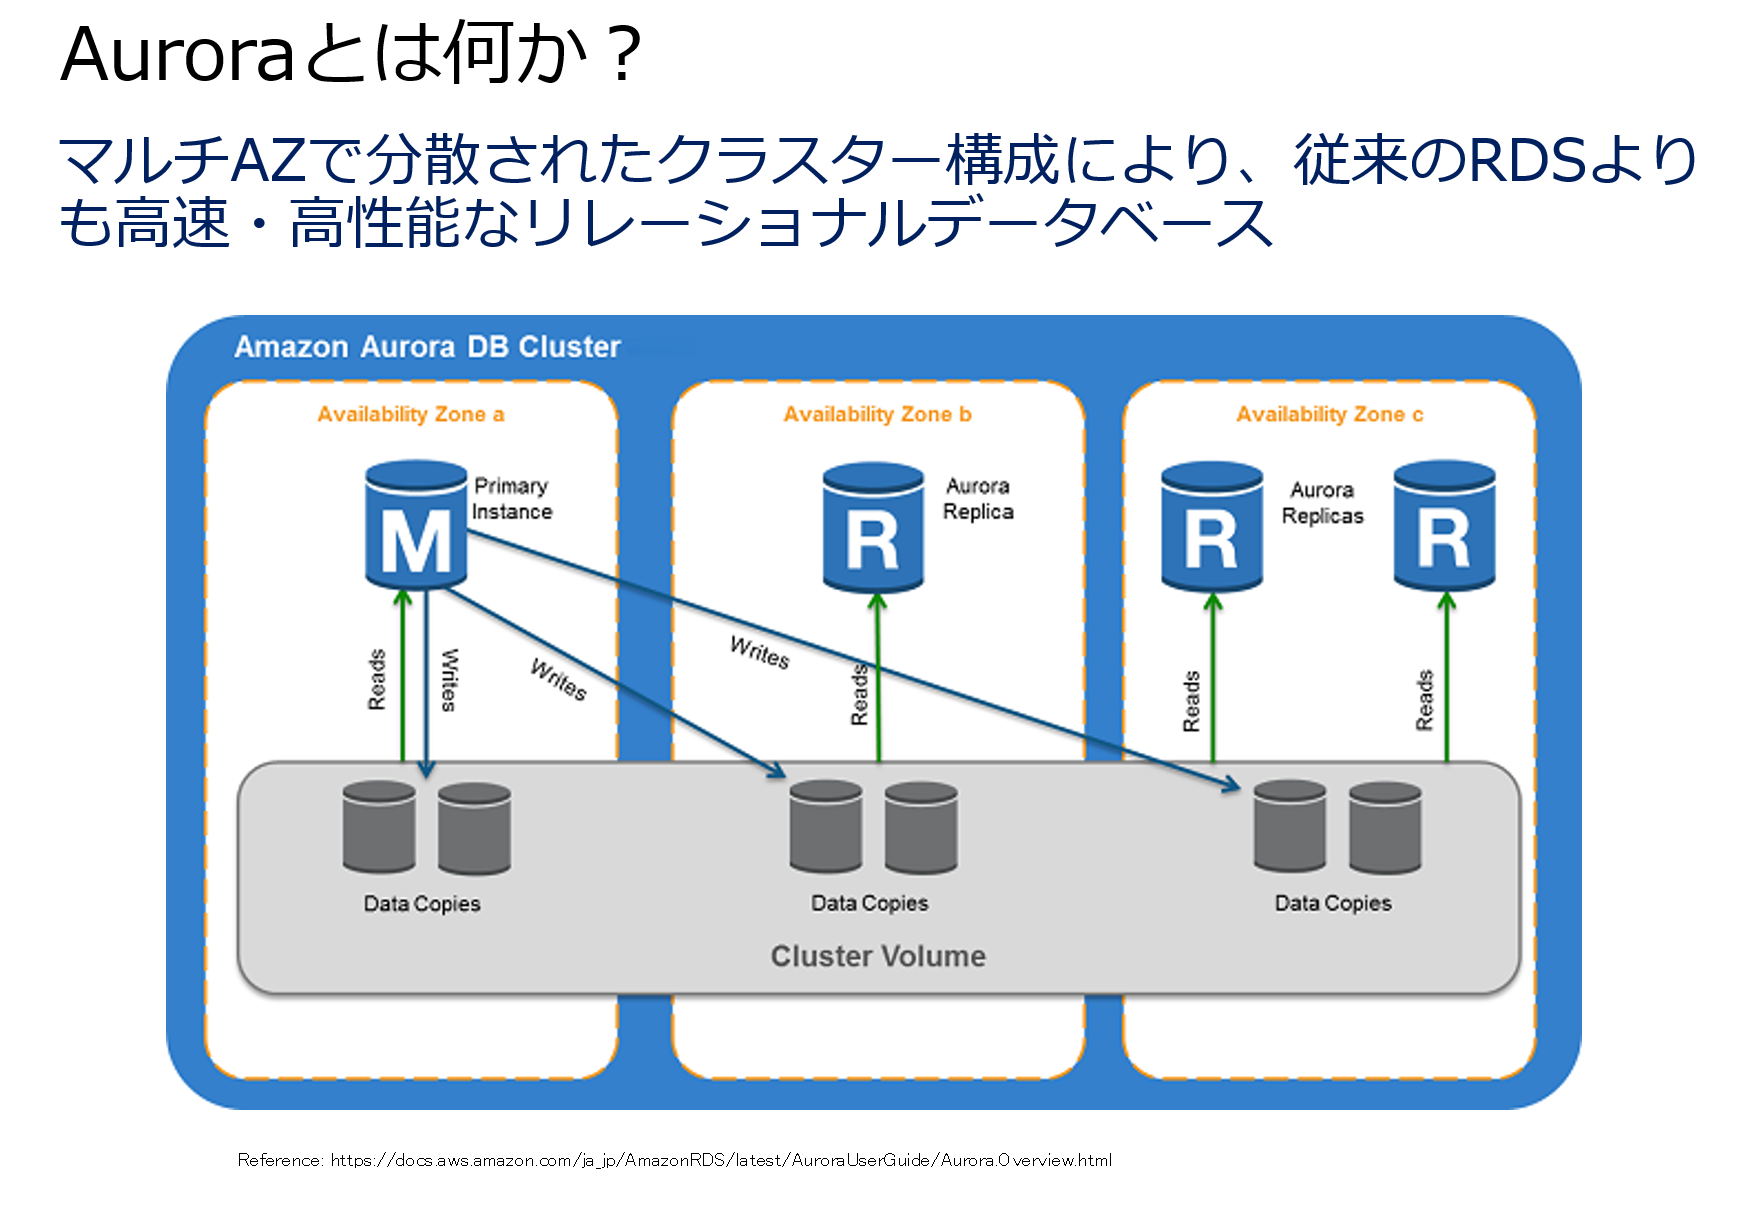 Auroraとは何か？
マルチAZで分散されたクラスター構成により、従来のRDSより
も高速・高性能なリレーショナルデータベース
Amazon Aurora DB Cluster
Availability Zone a
Availability Zone b
Availability Zone c
M
Primary
Instance
R
Aurora
Replica
R
Aurora
Replicas
R
Reads
Writes
Writes
Writes
Reads
Reads
Reads
Data Copies
Data Copies
Data Copies
Cluster Volume
Reference: https://docs.aws.amazon.com/ja_jp/AmazonRDS/latest/AuroraUserGuide/Aurora.Overview.html